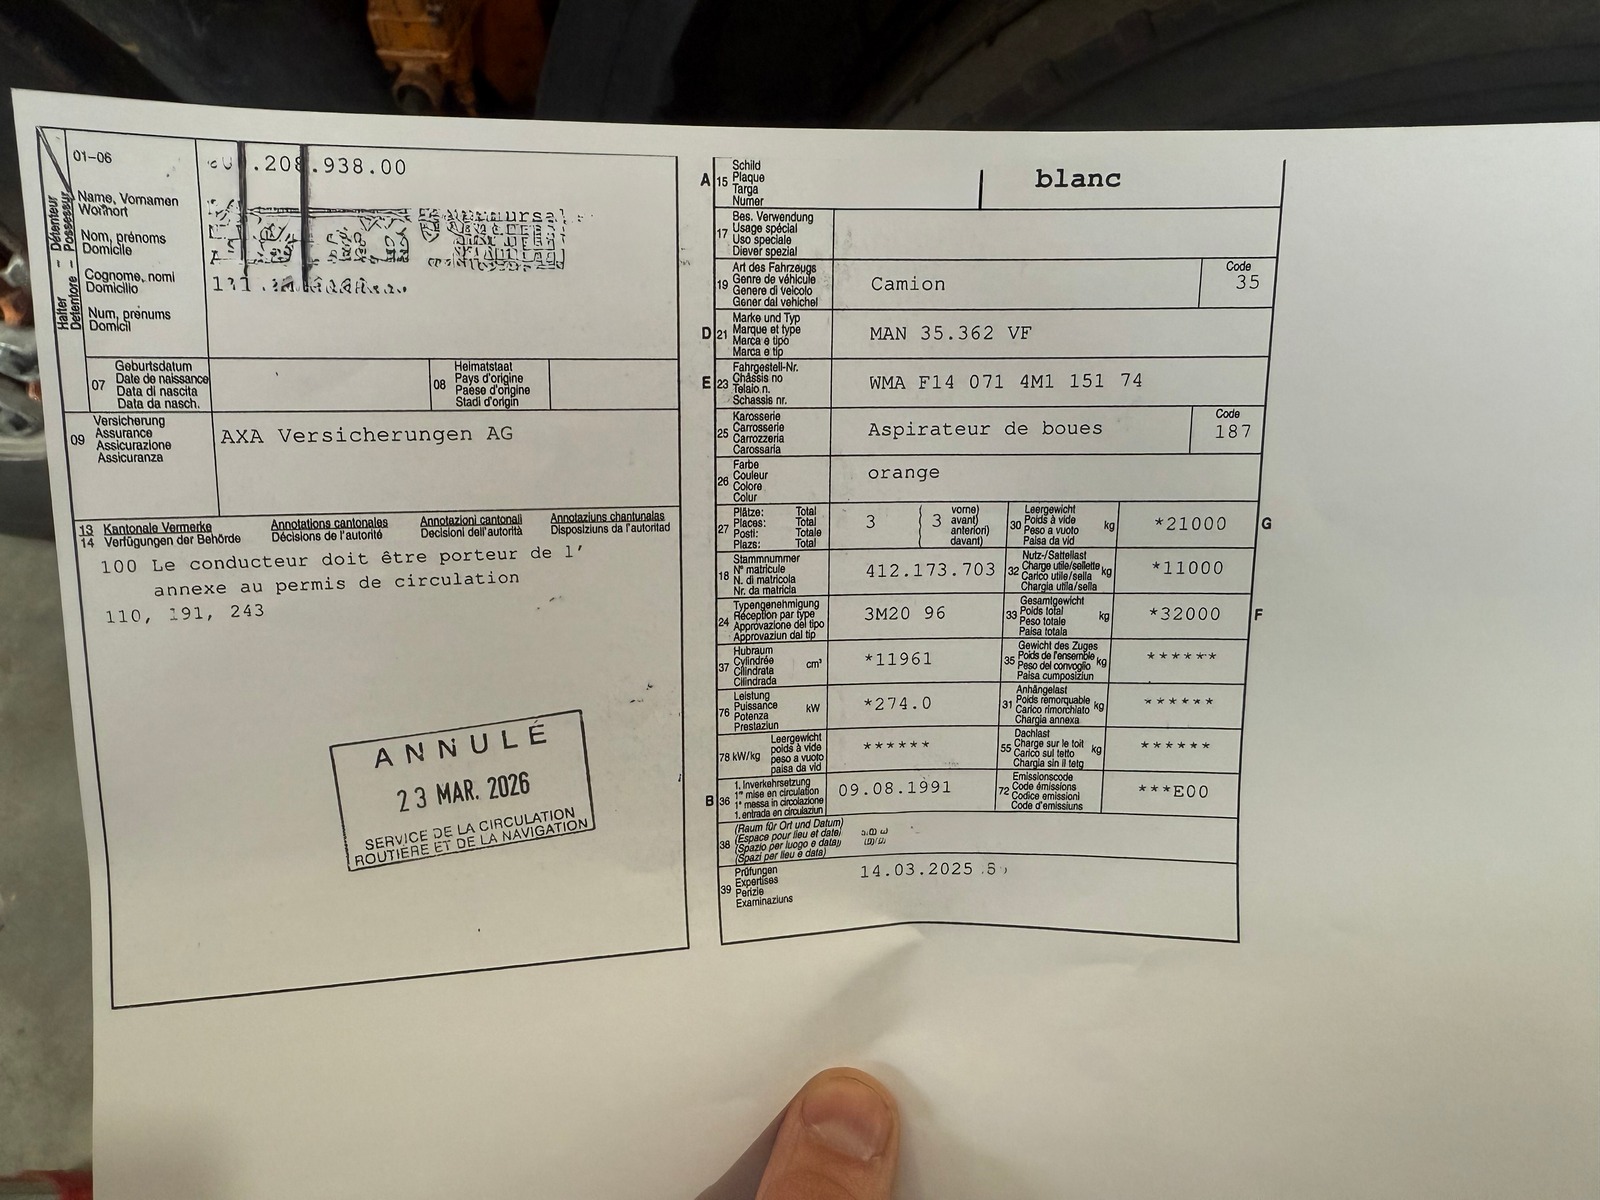 01-06
.208.938.00
Halter - Détenteur
Detentore - Possessur
Name, Vornamen
Wohnort
Nom, prénoms
Domicile
Cognome, nomi
Domicilio
Num, prenums
Domicil
07 Geburtsdatum
Date de naissance
Data di nascita
Data da nasch.
08 Heimatstaat
Pays d'origine
Paese d'origine
Stadi d'origin
09 Versicherung
Assurance
Assicurazione
Assicuranza
AXA Versicherungen AG
13 Kantonale Vermerke Annotations cantonales Annotazioni cantonali Annotaziuns chantunalas
14 Verfügungen der Behörde Décisions de l'autorité Decisioni dell'autorità Disposiziuns da l'autoritad
100 Le conducteur doit être porteur de l'
annexe au permis de circulation
110, 191, 243
ANNULÉ
23 MAR. 2026
SERVICE DE LA CIRCULATION
ROUTIÈRE ET DE LA NAVIGATION
A 15 Schild
Plaque
Targa
Numer
blanc
17 Bes. Verwendung
Usage spécial
Uso speciale
Diever spezial
19 Art des Fahrzeugs
Genre de véhicule
Genere di veicolo
Gener dal vehichel
Camion
Code
35
D 21 Marke und Typ
Marque et type
Marca e tipo
Marca e tip
MAN 35.362 VF
E 23 Fahrgestell-Nr.
Châssis no
Telaio n.
Schassis nr.
WMA F14 071 4M1 151 74
25 Karosserie
Carrosserie
Carrozzeria
Carossaria
Aspirateur de boues
Code
187
26 Farbe
Couleur
Colore
Colur
orange
27 Plätze: Total
Places: Total
Posti: Totale
Plazs: Total
3 ( 3 vorne)
avant)
anteriori)
davant)
30 Leergewicht
Poids à vide
Peso a vuoto
Paisa da vid
kg *21000 G
18 Stammnummer
N° matricule
N. di matricola
Nr. da matricla
412.173.703
32 Nutz-/Sattellast
Charge utile/sellette
Carico utile/sella
Chargia utila/sella
kg *11000
24 Typengenehmigung
Réception par type
Approvazione del tipo
Approvaziun dal tip
3M20 96
33 Gesamtgewicht
Poids total
Peso totale
Paisa totala
kg *32000 F
37 Hubraum
Cylindrée
Cilindrata
Cilindrada
cm³ *11961
35 Gewicht des Zuges
Poids de l'ensemble
Peso del convoglio
Paisa cumposiziun
kg ******
76 Leistung
Puissance
Potenza
Prestaziun
kW *274.0
31 Anhängelast
Poids remorquable
Carico rimorchiato
Chargia annexa
kg ******
78 kW/kg Leergewicht
poids à vide
peso a vuoto
paisa da vid
******
55 Dachlast
Charge sur le toit
Carico sul tetto
Chargia sin il tetg
kg ******
B 36 1. Inverkehrsetzung
1re mise en circulation
1a messa in circolazione
1. entrada en circulaziun
09.08.1991
72 Emissionscode
Code émissions
Codice emissioni
Code d'emissiuns
***E00
38 (Raum für Ort und Datum)
(Espace pour lieu et date)
(Spazio per luogo e data)
(Spazi per lieu e data)
39 Prüfungen
Expertises
Perizie
Examinaziuns
14.03.2025